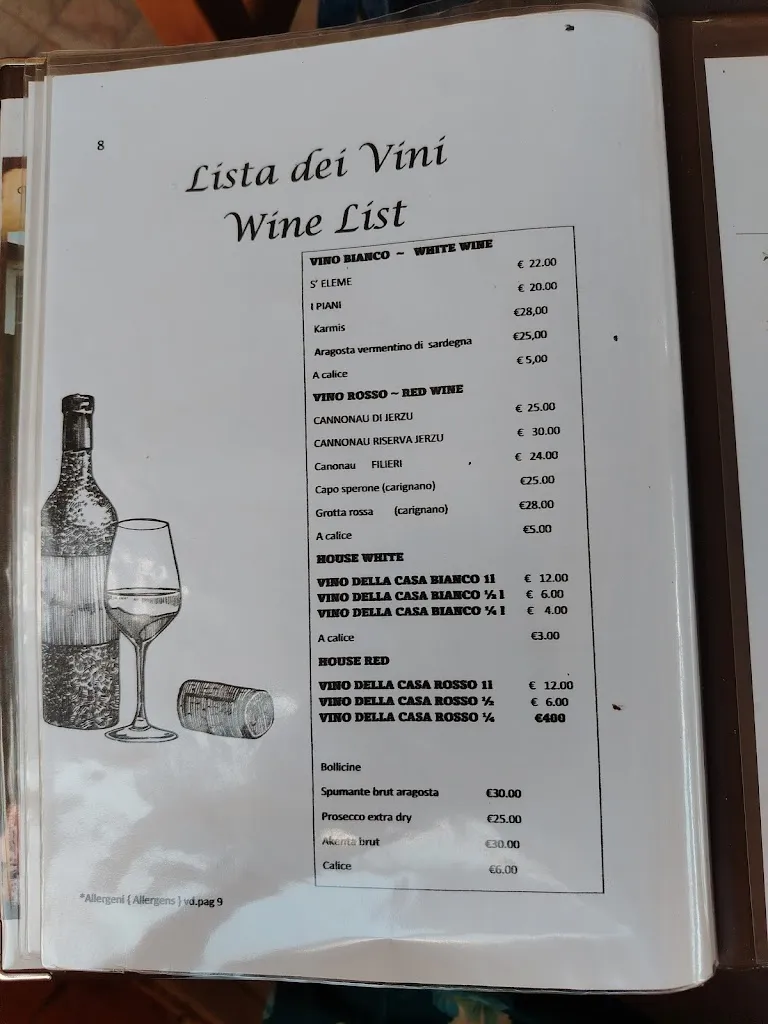 8
Lista dei Vini
Wine List
VINO BIANCO ~ WHITE WINE
S' ELEME € 22.00
I PIANI € 20.00
Karmis €28,00
Aragosta vermentino di sardegna €25,00
A calice €5,00
VINO ROSSO ~ RED WINE
CANNONAU DI JERZU € 25.00
CANNONAU RISERVA JERZU € 30.00
Canonau FILIERI € 24.00
Capo sperone (carignano) €25.00
Grotta rossa (carignano) €28.00
A calice €5.00
HOUSE WHITE
VINO DELLA CASA BIANCO 1l € 12.00
VINO DELLA CASA BIANCO ½ l € 6.00
VINO DELLA CASA BIANCO ¼ l € 4.00
A calice €3.00
HOUSE RED
VINO DELLA CASA ROSSO 1l € 12.00
VINO DELLA CASA ROSSO ½ € 6.00
VINO DELLA CASA ROSSO ¼ €400
Bollicine
Spumante brut aragosta €30.00
Prosecco extra dry €25.00
Akenta brut €30.00
Calice €6.00
*Allergeni { Allergens } vd.pag 9